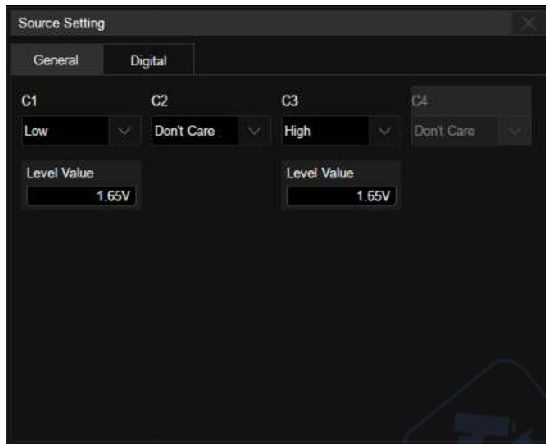 Source Setting
General Digital
C1 C2 C3 C4
Low Don't Care High Don't Care
Level Value Level Value
1.65V 1.65V